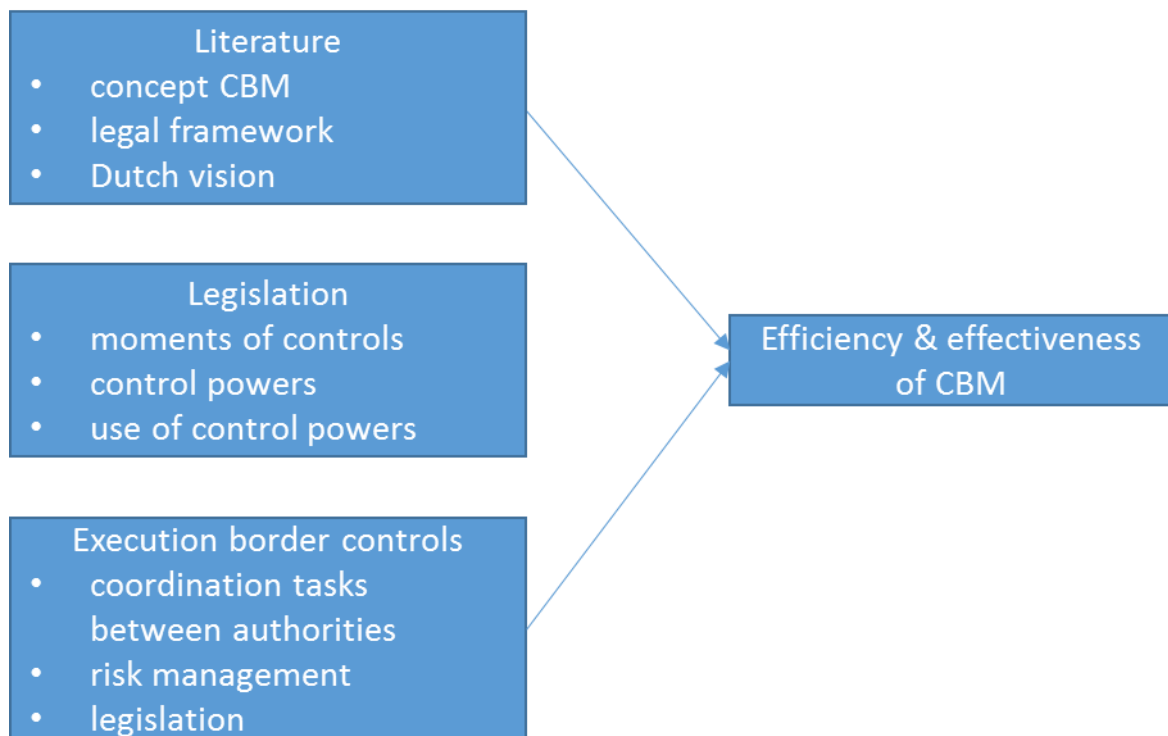 Literature
• concept CBM
• legal framework
• Dutch vision
Legislation
• moments of controls
• control powers
• use of control powers
Execution border controls
• coordination tasks
between authorities
• risk management
• legislation
Efficiency & effectiveness
of CBM